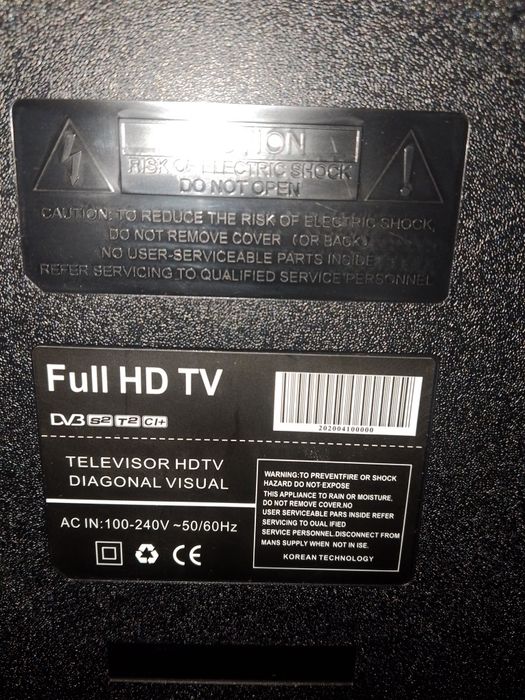 CAUTION
RISK OF ELECTRIC SHOCK
DO NOT OPEN
CAUTION: TO REDUCE THE RISK OF ELECTRIC SHOCK,
DO NOT REMOVE COVER (OR BACK)
NO USER-SERVICEABLE PARTS INSIDE
REFER SERVICING TO QUALIFIED SERVICE PERSONNEL
Full HD TV
DVB S2 T2 CI+
202004100000
TELEVISOR HDTV
DIAGONAL VISUAL
AC IN:100-240V ~50/60Hz
CE
WARNING:TO PREVENTFIRE OR SHOCK
HAZARD DO NOT-EXPOSE
THIS APPLIANCE TO RAIN OR MOISTURE.
DO NOT REMOVE COVER.NO
USER SERVICEABLE PARS INSIDE REFER
SERVICING TO OUAL IFIED
SERVICE PERSONNEL.DISCONNECT FROM
MANS SUPPLY WHEN NOT IN ISE.
KOREAN TECHNOLOGY